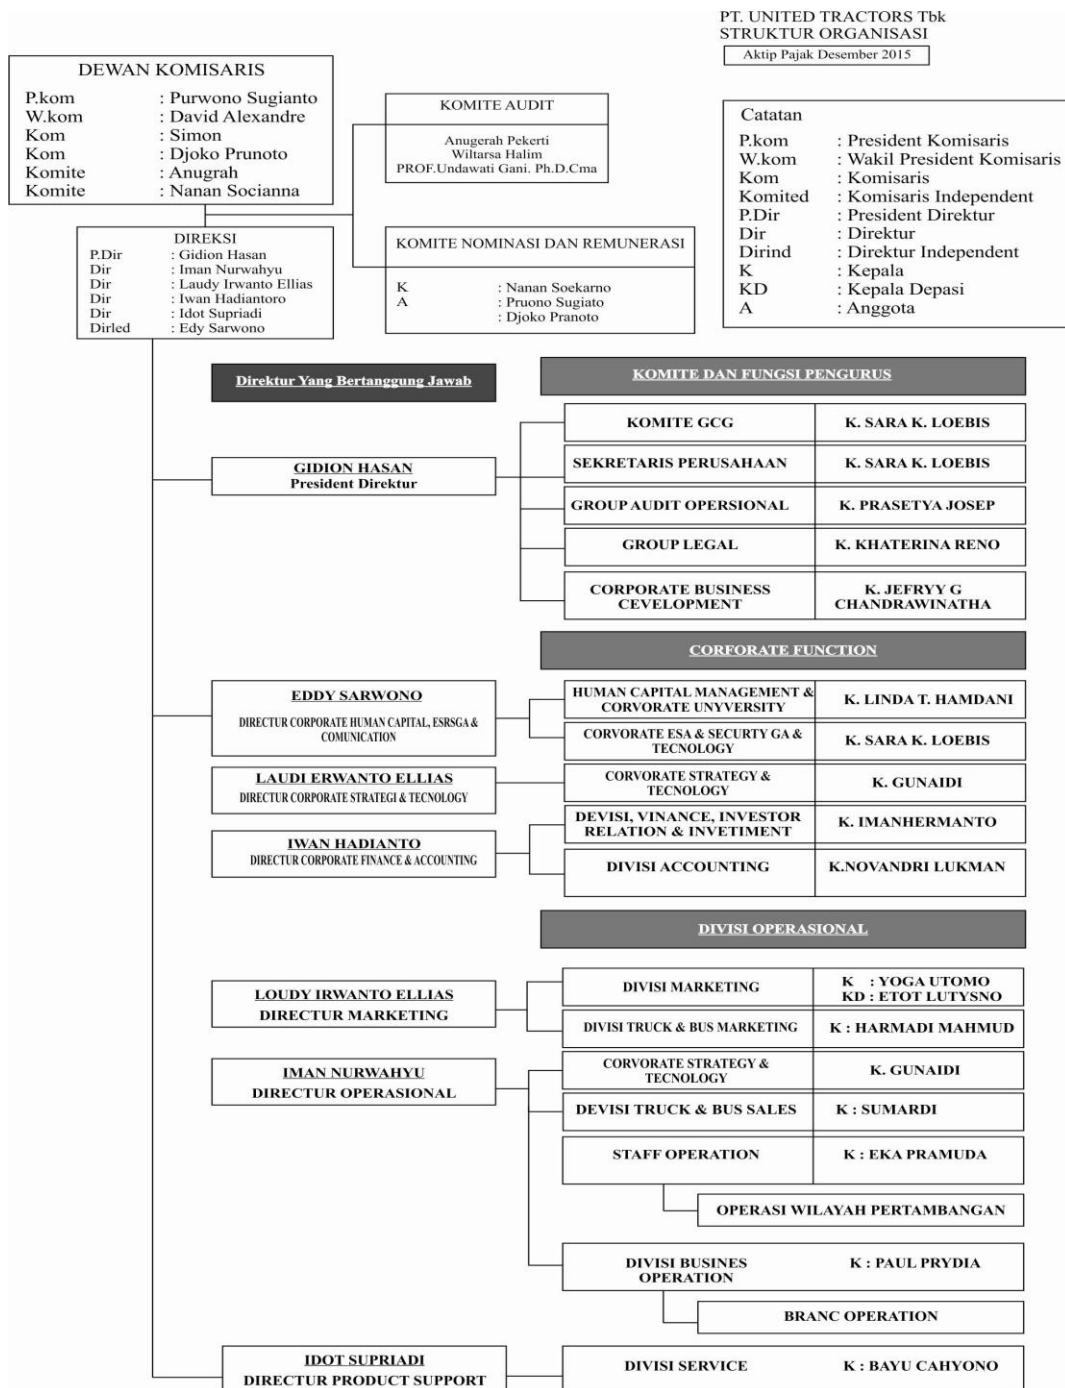 PT. UNITED TRACTORS Tbk
STRUKTUR ORGANISASI
Aktip Pajak Desember 2015
DEWAN KOMISARIS
P.kom : Purwono Sugianto
W.kom : David Alexandre
Kom : Simon
Kom : Djoko Prunoto
Komite : Anugrah
Komite : Nanan Socianna
KOMITE AUDIT
Anugerah Pekerti
Wiltarsa Halim
PROF.Undawati Gani. Ph.D.Cma
Catatan
P.kom : President Komisaris
W.kom : Wakil President Komisaris
Kom : Komisaris
Komited : Komisaris Independent
P.Dir : President Direktur
Dir : Direktur
Dirind : Direktur Independent
K : Kepala
KD : Kepala Depasi
A : Anggota
DIREKSI
P.Dir : Gidion Hasan
Dir : Iman Nurwahyu
Dir : Laudy Irwanto Ellias
Dir : Iwan Hadiantoro
Dir : Idot Supriadi
Dirled : Edy Sarwono
KOMITE NOMINASI DAN REMUNERASI
K : Nanan Soekarno
A : Pruono Sugiato
: Djoko Pranoto
Direktur Yang Bertanggung Jawab
KOMITE DAN FUNGSI PENGURUS
GIDION HASAN
President Direktur
KOMITE GCG K. SARA K. LOEBIS
SEKRETARIS PERUSAHAAN K. SARA K. LOEBIS
GROUP AUDIT OPERSIONAL K. PRASETYA JOSEP
GROUP LEGAL K. KHATERINA RENO
CORPORATE BUSINESS K. JEFRYY G
CEVELOPMENT CHANDRAWINATHA
CORFORATE FUNCTION
EDDY SARWONO
DIRECTUR CORPORATE HUMAN CAPITAL, ESRSGA &
COMUNICATION
HUMAN CAPITAL MANAGEMENT & K. LINDA T. HAMDANI
CORVORATE UNYVERSITY
CORVORATE ESA & SECURTY GA & K. SARA K. LOEBIS
TECNOLOGY
LAUDI ERWANTO ELLIAS
DIRECTUR CORPORATE STRATEGI & TECNOLOGY
CORVORATE STRATEGY & K. GUNAIDI
TECNOLOGY
IWAN HADIANTO
DIRECTUR CORPORATE FINANCE & ACCOUNTING
DEVISI, VINANCE, INVESTOR K. IMANHERMANTO
RELATION & INVETIMENT
DIVISI ACCOUNTING K.NOVANDRI LUKMAN
DIVISI OPERASIONAL
LOUDY IRWANTO ELLIAS
DIRECTUR MARKETING
DIVISI MARKETING K : YOGA UTOMO
KD : ETOT LUTYSNO
DIVISI TRUCK & BUS MARKETING K : HARMADI MAHMUD
IMAN NURWAHYU
DIRECTUR OPERASIONAL
CORVORATE STRATEGY & K. GUNAIDI
TECNOLOGY
DEVISI TRUCK & BUS SALES K : SUMARDI
STAFF OPERATION K : EKA PRAMUDA
OPERASI WILAYAH PERTAMBANGAN
DIVISI BUSINES K : PAUL PRYDIA
OPERATION
BRANC OPERATION
IDOT SUPRIADI
DIRECTUR PRODUCT SUPPORT
DIVISI SERVICE K : BAYU CAHYONO